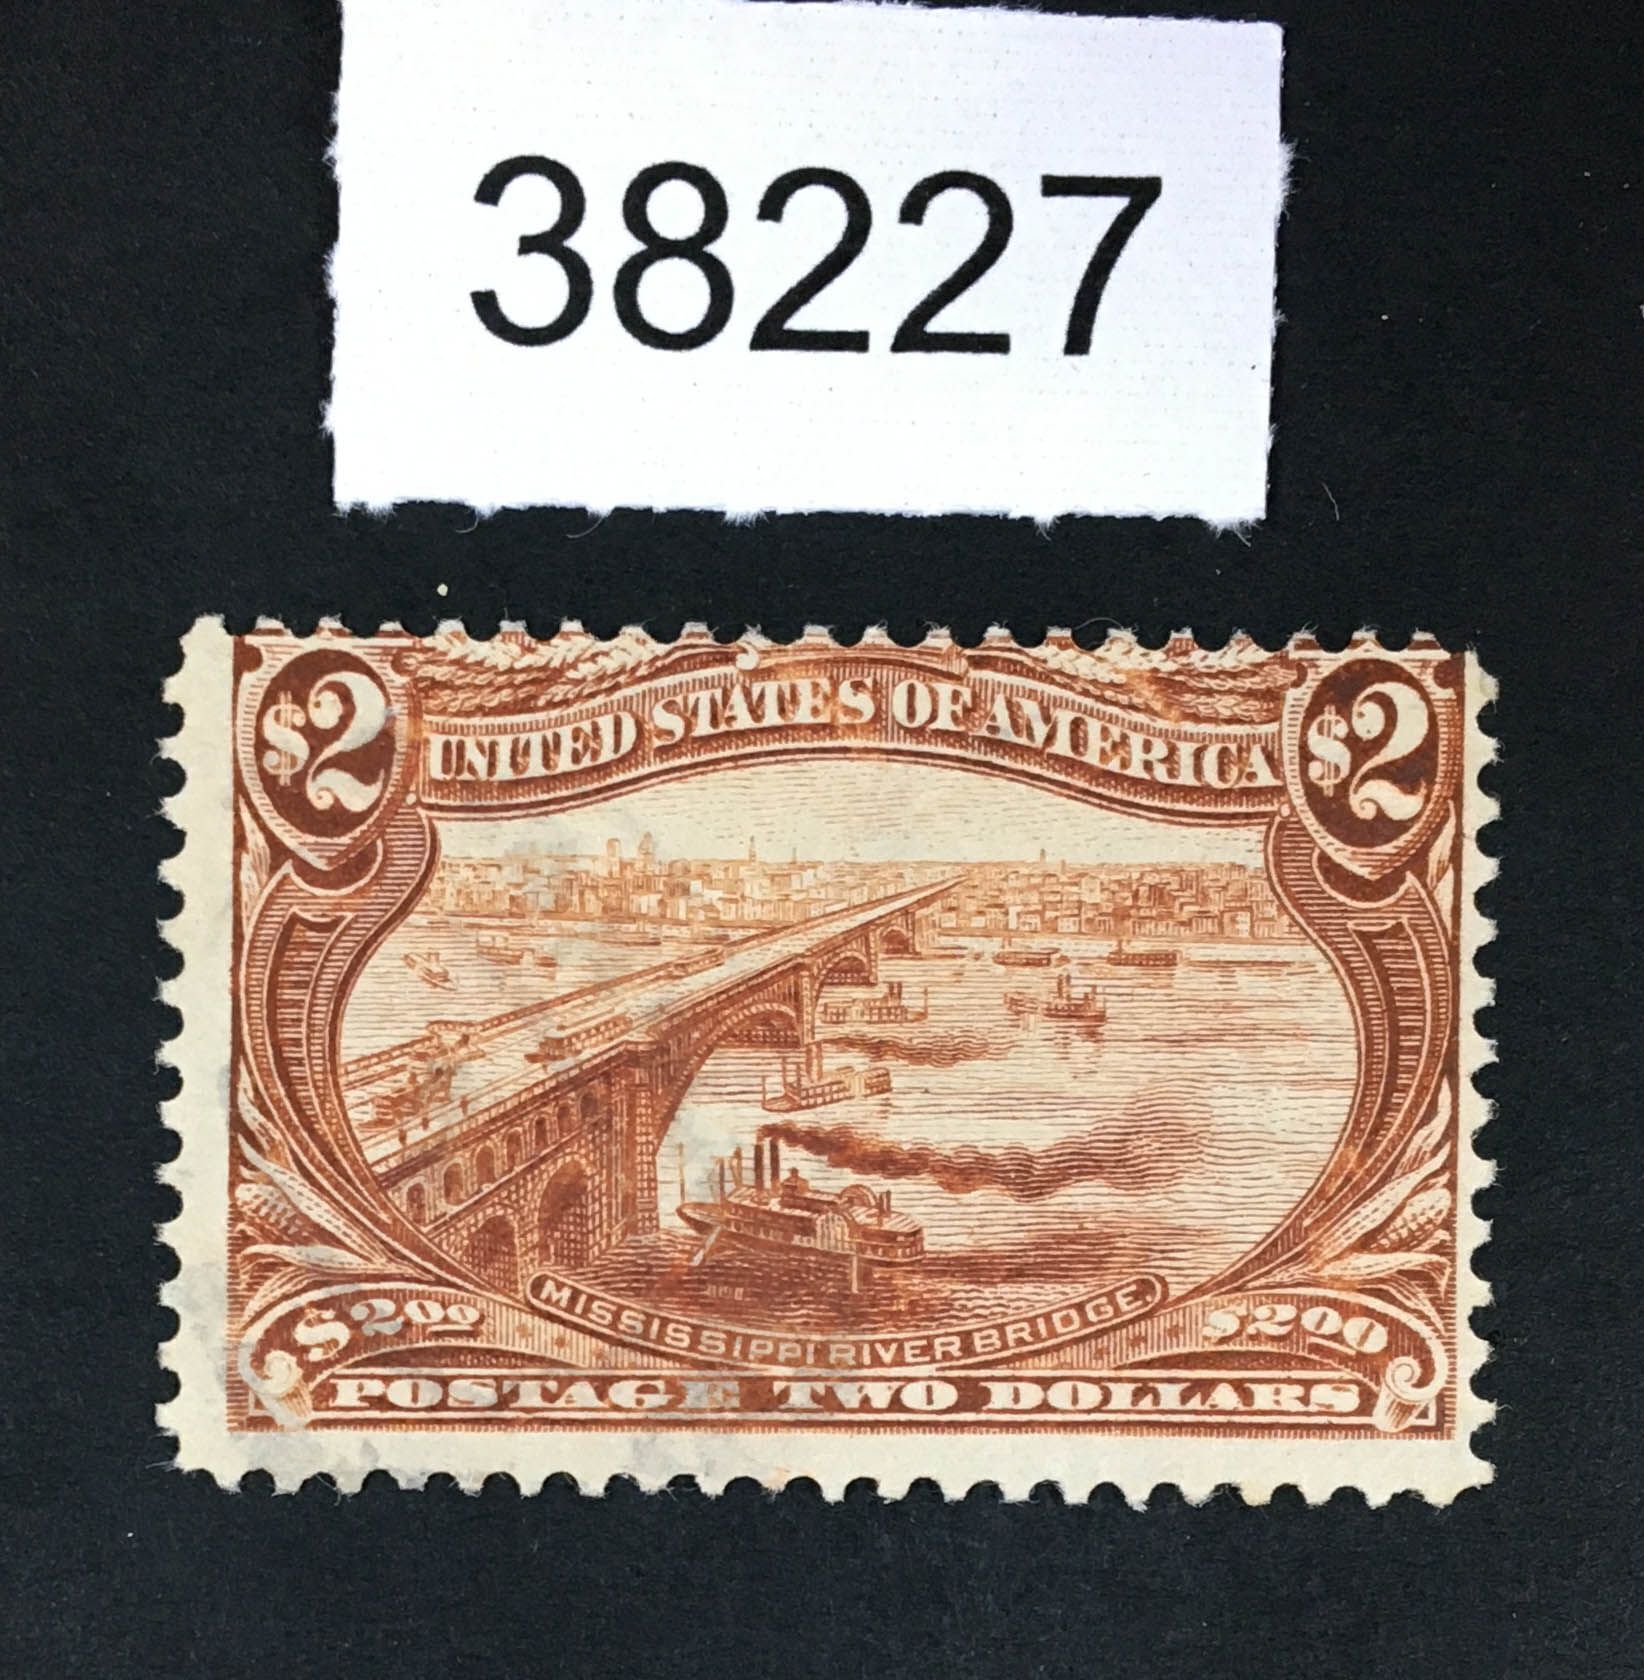 38227
$2 UNITED STATES OF AMERICA $2
MISSISSIPPI RIVER BRIDGE.
$2.00 $2.00
POSTAGE TWO DOLLARS